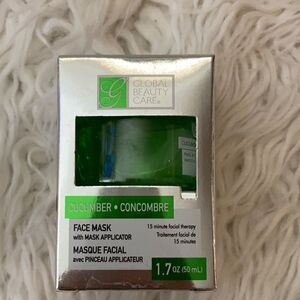 GLOBAL
BEAUTY
CARE®
CUCUMBER • CONCOMBRE
FACE MASK
with MASK APPLICATOR
MASQUE FACIAL
avec PINCEAU APPLICATEUR
15 minute facial therapy
Traitement facial de
15 minutes
1.7 OZ (50 mL)